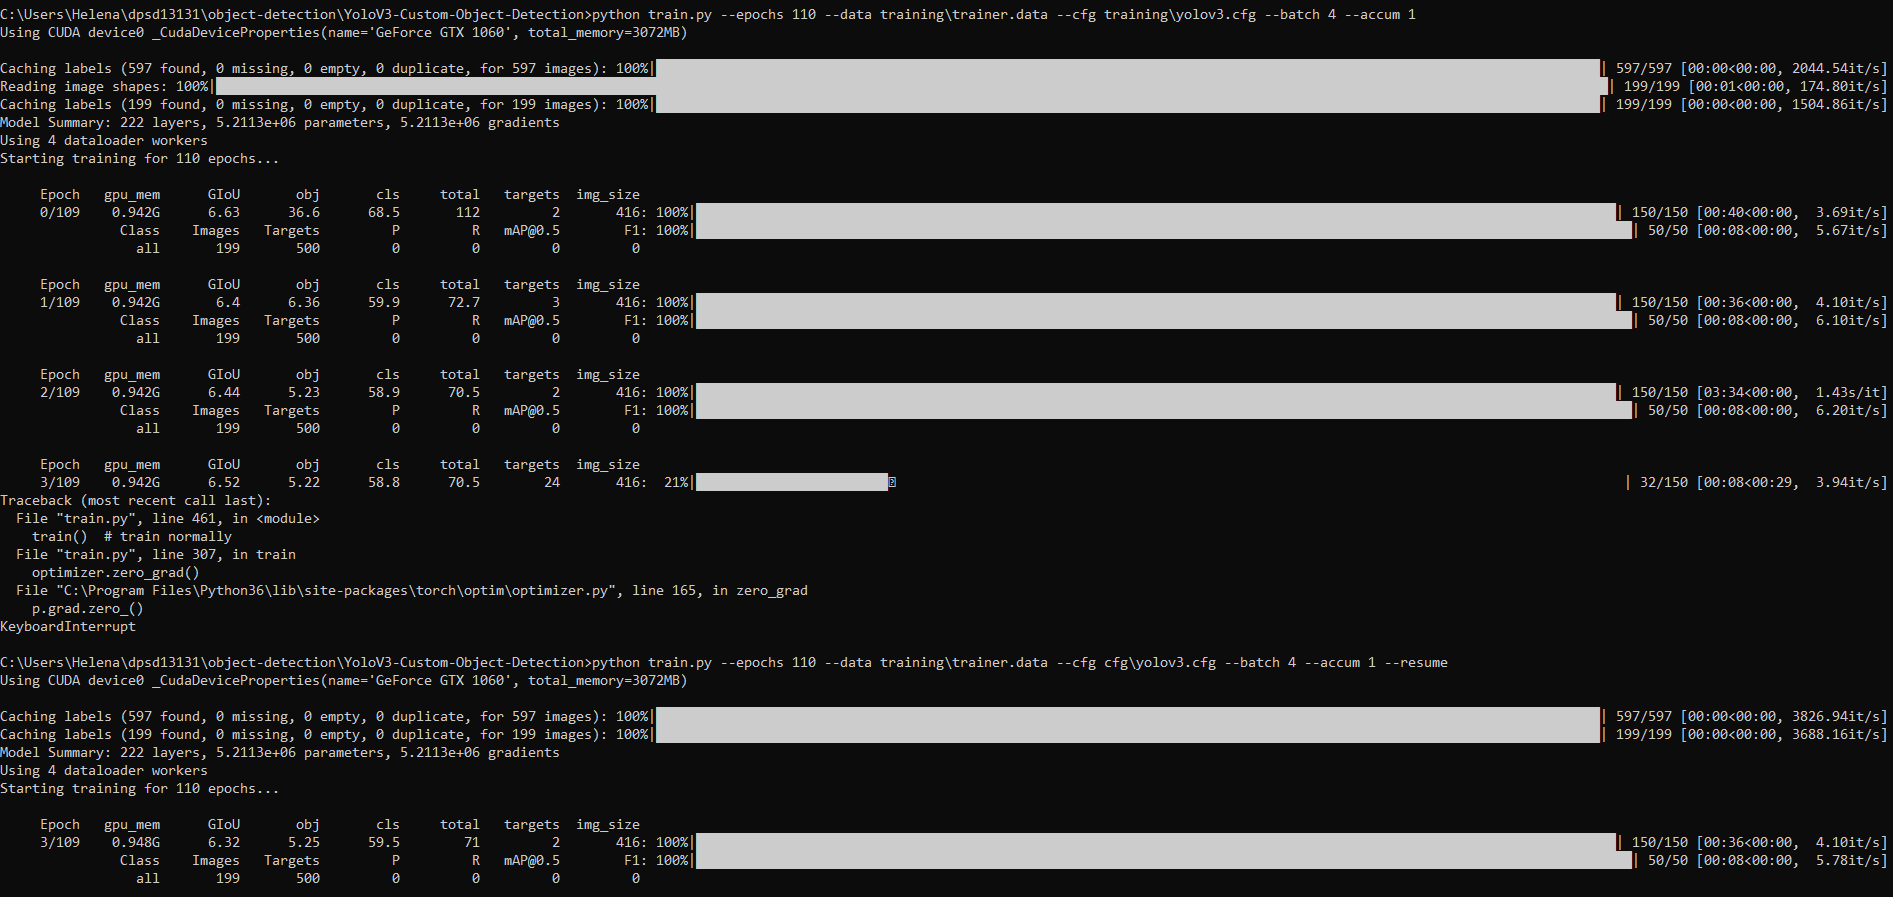 C:\Users\Helena\dpsd13131\object-detection\YoloV3-Custom-Object-Detection>python train.py --epochs 110 --data training\trainer.data --cfg training\yolov3.cfg --batch 4 --accum 1
Using CUDA device0 _CudaDeviceProperties(name='GeForce GTX 1060', total_memory=3072MB)
Caching labels (597 found, 0 missing, 0 empty, 0 duplicate, for 597 images): 100%| | 597/597 [00:00<00:00, 2044.54it/s]
Reading image shapes: 100%| | 199/199 [00:01<00:00, 174.80it/s]
Caching labels (199 found, 0 missing, 0 empty, 0 duplicate, for 199 images): 100%| | 199/199 [00:00<00:00, 1504.86it/s]
Model Summary: 222 layers, 5.2113e+06 parameters, 5.2113e+06 gradients
Using 4 dataloader workers
Starting training for 110 epochs...
Epoch gpu_mem GIoU obj cls total targets img_size
0/109 0.942G 6.63 36.6 68.5 112 2 416: 100%| | 150/150 [00:40<00:00, 3.69it/s]
Class Images Targets P R mAP@0.5 F1: 100%| | 50/50 [00:08<00:00, 5.67it/s]
all 199 500 0 0 0 0
Epoch gpu_mem GIoU obj cls total targets img_size
1/109 0.942G 6.4 6.36 59.9 72.7 3 416: 100%| | 150/150 [00:36<00:00, 4.10it/s]
Class Images Targets P R mAP@0.5 F1: 100%| | 50/50 [00:08<00:00, 6.10it/s]
all 199 500 0 0 0 0
Epoch gpu_mem GIoU obj cls total targets img_size
2/109 0.942G 6.44 5.23 58.9 70.5 2 416: 100%| | 150/150 [03:34<00:00, 1.43s/it]
Class Images Targets P R mAP@0.5 F1: 100%| | 50/50 [00:08<00:00, 6.20it/s]
all 199 500 0 0 0 0
Epoch gpu_mem GIoU obj cls total targets img_size
3/109 0.942G 6.52 5.22 58.8 70.5 24 416: 21%| | 32/150 [00:08<00:29, 3.94it/s]
Traceback (most recent call last):
File "train.py", line 461, in <module>
train() # train normally
File "train.py", line 307, in train
optimizer.zero_grad()
File "C:\Program Files\Python36\lib\site-packages\torch\optim\optimizer.py", line 165, in zero_grad
p.grad.zero_()
KeyboardInterrupt
C:\Users\Helena\dpsd13131\object-detection\YoloV3-Custom-Object-Detection>python train.py --epochs 110 --data training\trainer.data --cfg cfg\yolov3.cfg --batch 4 --accum 1 --resume
Using CUDA device0 _CudaDeviceProperties(name='GeForce GTX 1060', total_memory=3072MB)
Caching labels (597 found, 0 missing, 0 empty, 0 duplicate, for 597 images): 100%| | 597/597 [00:00<00:00, 3826.94it/s]
Caching labels (199 found, 0 missing, 0 empty, 0 duplicate, for 199 images): 100%| | 199/199 [00:00<00:00, 3688.16it/s]
Model Summary: 222 layers, 5.2113e+06 parameters, 5.2113e+06 gradients
Using 4 dataloader workers
Starting training for 110 epochs...
Epoch gpu_mem GIoU obj cls total targets img_size
3/109 0.948G 6.32 5.25 59.5 71 2 416: 100%| | 150/150 [00:36<00:00, 4.10it/s]
Class Images Targets P R mAP@0.5 F1: 100%| | 50/50 [00:08<00:00, 5.78it/s]
all 199 500 0 0 0 0